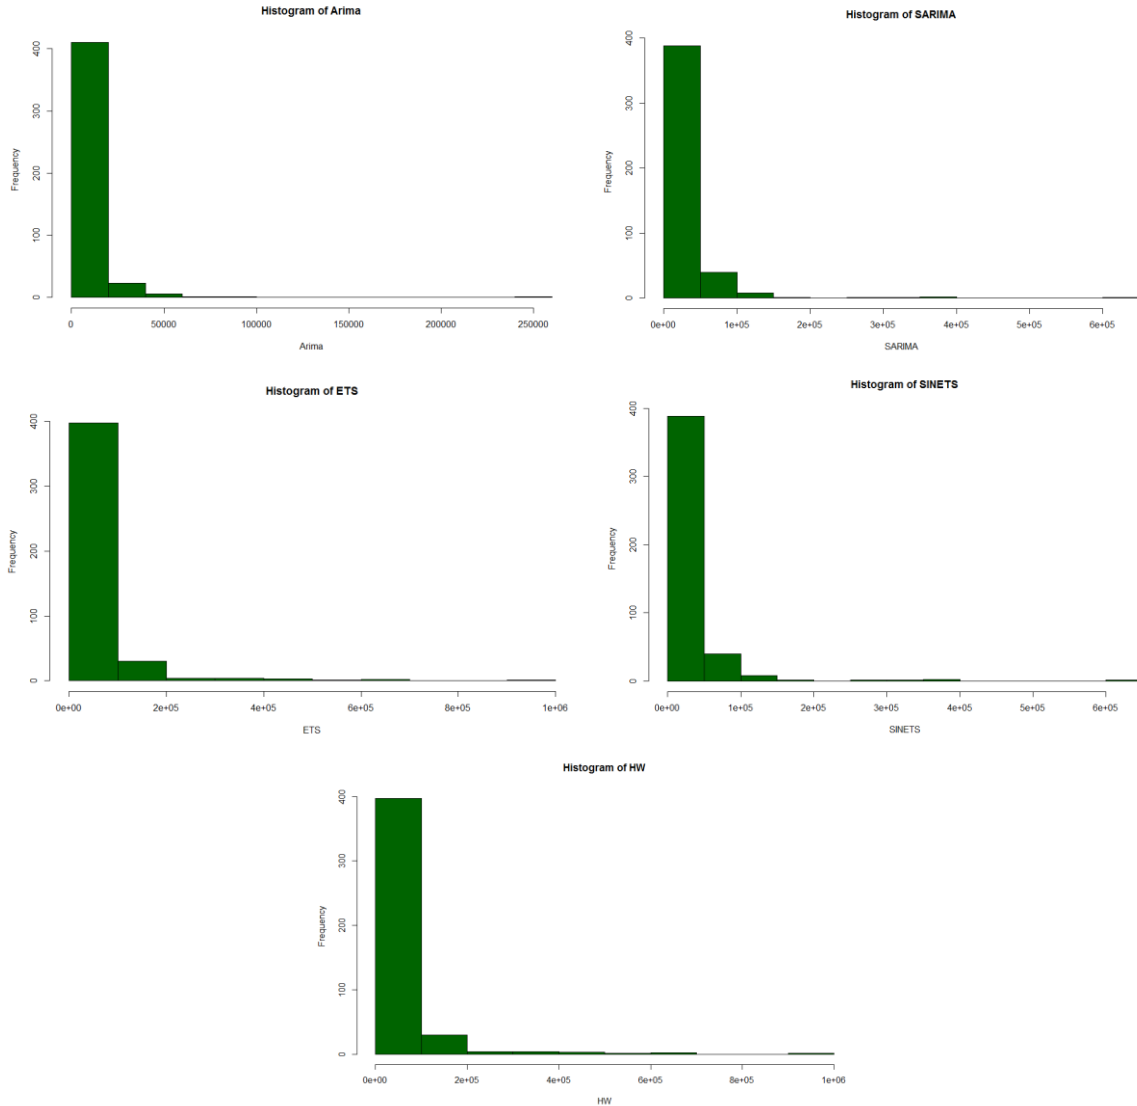 Histogram of Arima
Frequency
0
100
200
300
400
0 50000 100000 150000 200000 250000
Arima
Histogram of SARIMA
Frequency
0
100
200
300
400
0e+00 1e+05 2e+05 3e+05 4e+05 5e+05 6e+05
SARIMA
Histogram of ETS
Frequency
0
100
200
300
400
0e+00 2e+05 4e+05 6e+05 8e+05 1e+06
ETS
Histogram of SINETS
Frequency
0
100
200
300
400
0e+00 1e+05 2e+05 3e+05 4e+05 5e+05 6e+05
SINETS
Histogram of HW
Frequency
0
100
200
300
400
0e+00 2e+05 4e+05 6e+05 8e+05 1e+06
HW